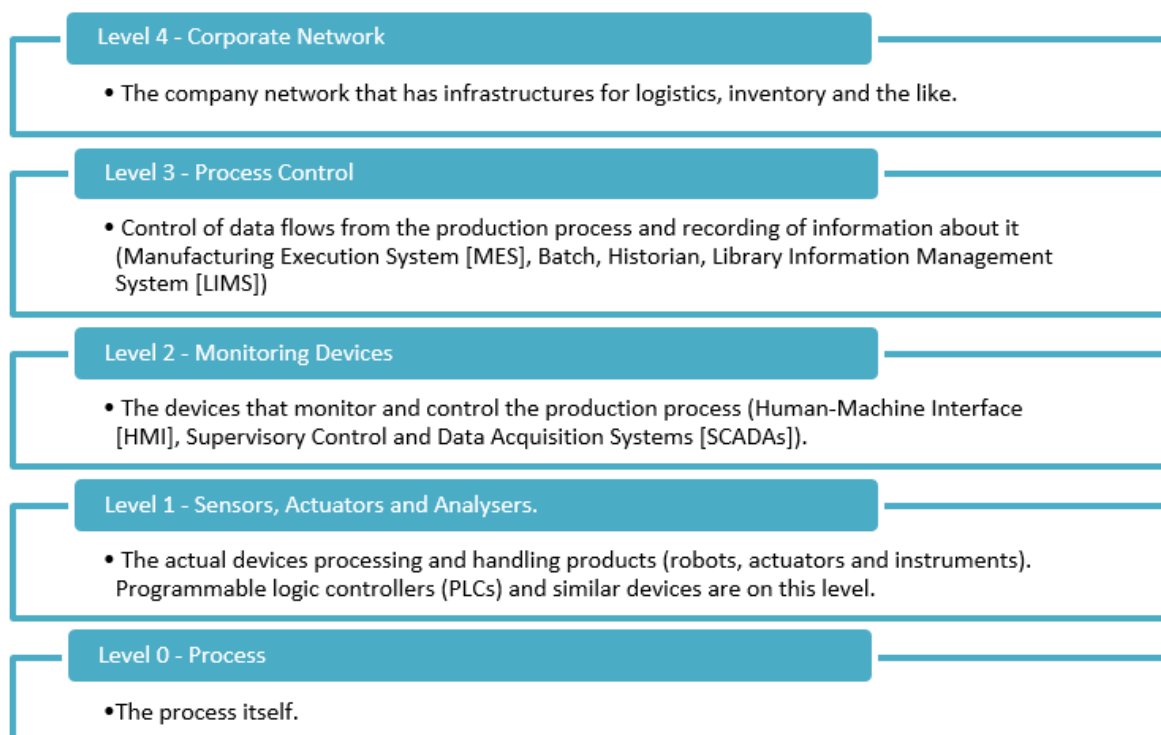 Level 4 - Corporate Network
• The company network that has infrastructures for logistics, inventory and the like.
Level 3 - Process Control
• Control of data flows from the production process and recording of information about it
(Manufacturing Execution System [MES], Batch, Historian, Library Information Management
System [LIMS])
Level 2 - Monitoring Devices
• The devices that monitor and control the production process (Human-Machine Interface
[HMI], Supervisory Control and Data Acquisition Systems [SCADAs]).
Level 1 - Sensors, Actuators and Analysers.
• The actual devices processing and handling products (robots, actuators and instruments).
Programmable logic controllers (PLCs) and similar devices are on this level.
Level 0 - Process
•The process itself.